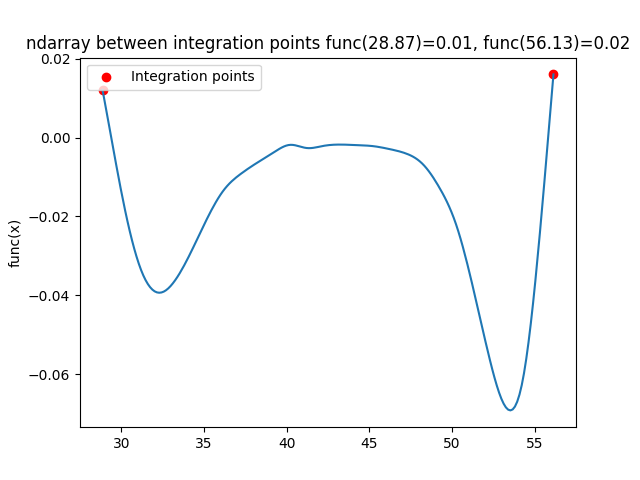 ndarray between integration points func(28.87)=0.01, func(56.13)=0.02
Integration points
func(x)
0.02
0.00
−0.02
−0.04
−0.06
30 35 40 45 50 55